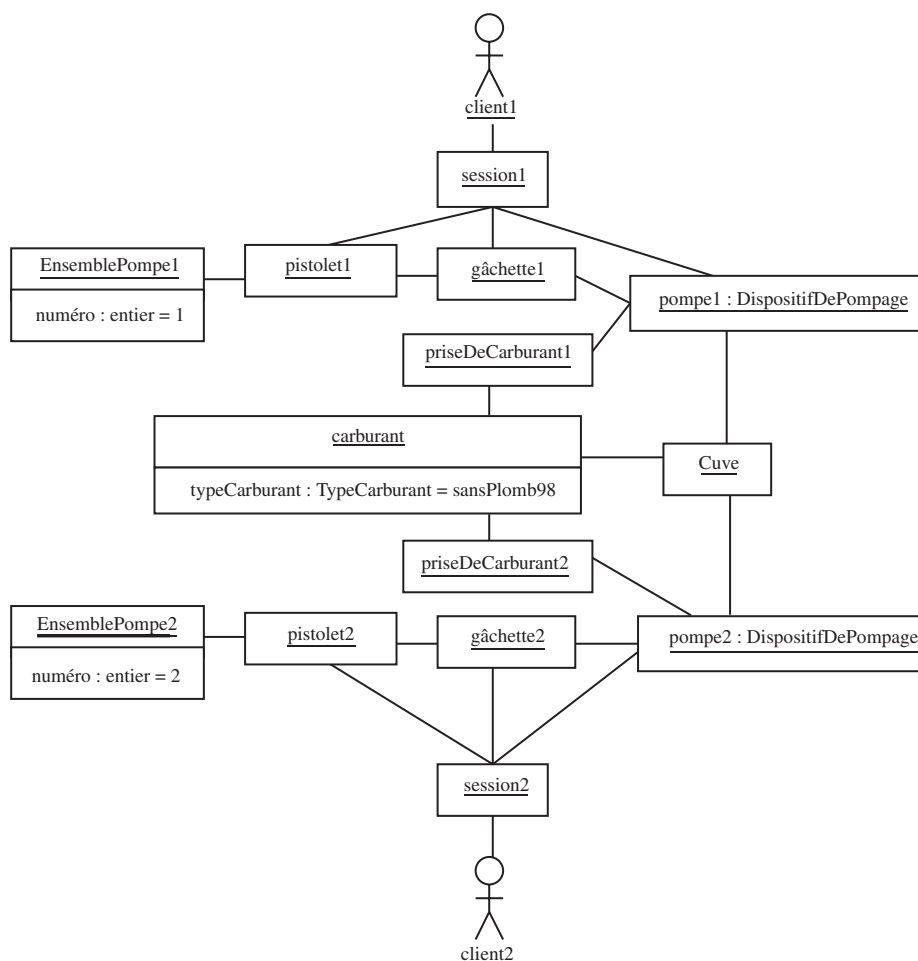 client1
session1
EnsemblePompe1
pistolet1
gâchette1
pompe1 : DispositifDePompage
numéro : entier = 1
priseDeCarburant1
carburant
Cuve
typeCarburant : TypeCarburant = sansPlomb98
priseDeCarburant2
EnsemblePompe2
pistolet2
gâchette2
pompe2 : DispositifDePompage
numéro : entier = 2
session2
client2